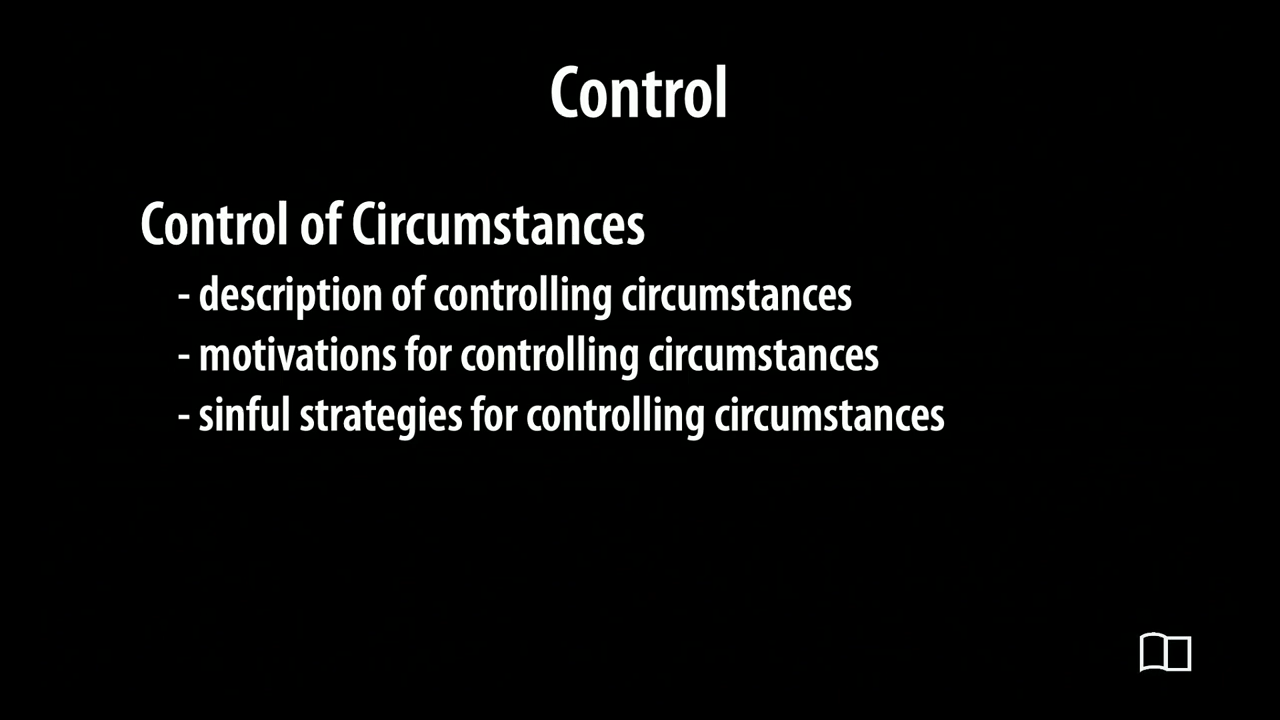 Control
Control of Circumstances
- description of controlling circumstances
- motivations for controlling circumstances
- sinful strategies for controlling circumstances